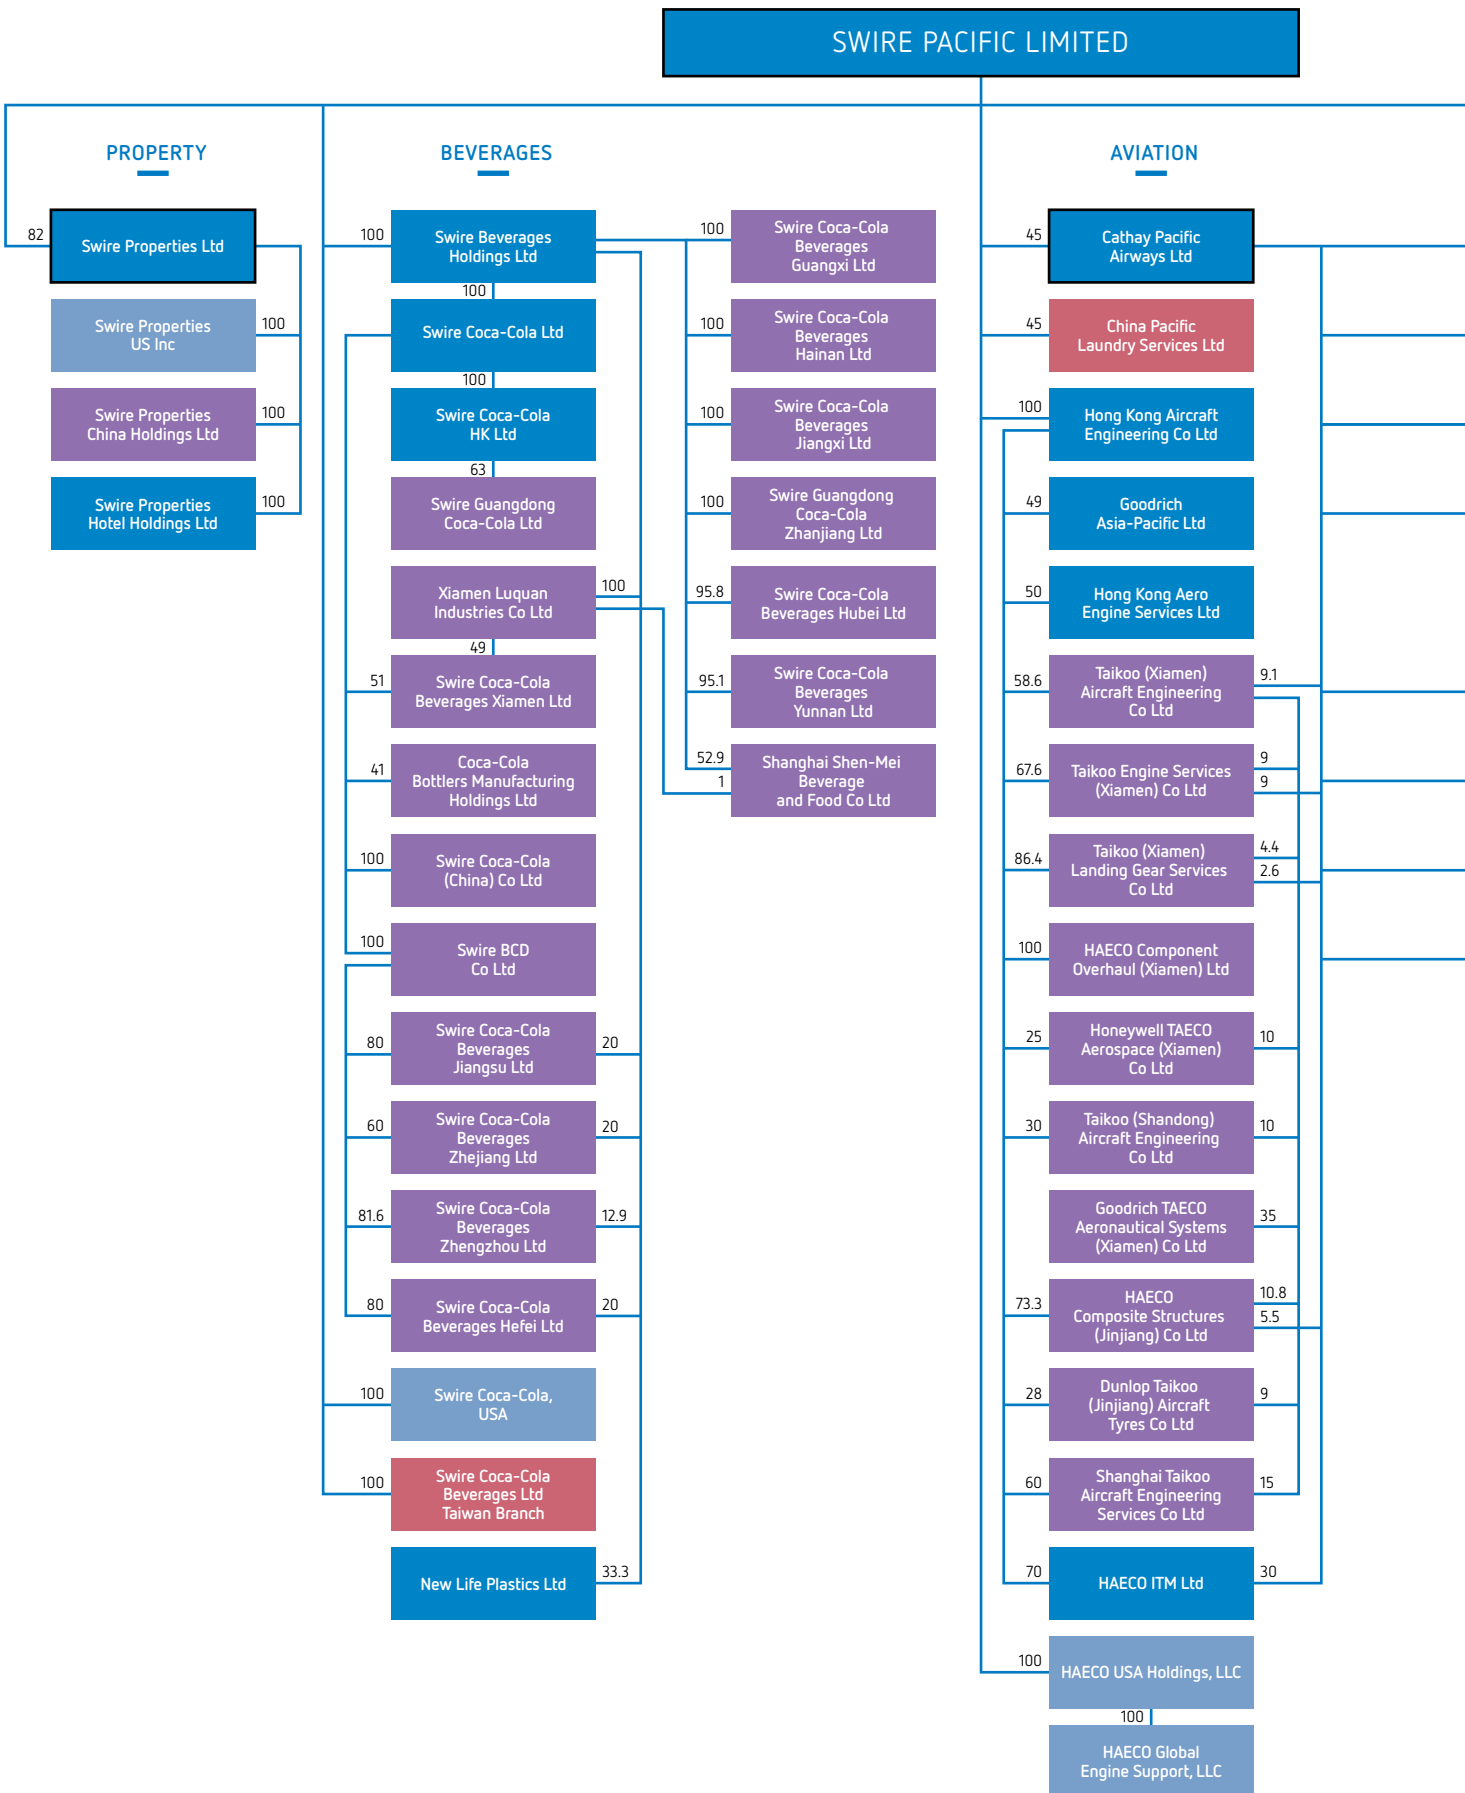 SWIRE PACIFIC LIMITED
PROPERTY
82
Swire Properties Ltd
Swire Properties
US Inc
100
Swire Properties
China Holdings Ltd
100
Swire Properties
Hotel Holdings Ltd
100
BEVERAGES
100
Swire Beverages
Holdings Ltd
100
Swire Coca-Cola Ltd
100
Swire Coca-Cola
HK Ltd
63
Swire Guangdong
Coca-Cola Ltd
Xiamen Luquan
Industries Co Ltd
100
49
51
Swire Coca-Cola
Beverages Xiamen Ltd
41
Coca-Cola
Bottlers Manufacturing
Holdings Ltd
100
Swire Coca-Cola
(China) Co Ltd
100
Swire BCD
Co Ltd
80
Swire Coca-Cola
Beverages
Jiangsu Ltd
20
60
Swire Coca-Cola
Beverages
Zhejiang Ltd
20
81.6
Swire Coca-Cola
Beverages
Zhengzhou Ltd
12.9
80
Swire Coca-Cola
Beverages Hefei Ltd
20
100
Swire Coca-Cola,
USA
100
Swire Coca-Cola
Beverages Ltd
Taiwan Branch
New Life Plastics Ltd
33.3
100
Swire Coca-Cola
Beverages
Guangxi Ltd
100
Swire Coca-Cola
Beverages
Hainan Ltd
100
Swire Coca-Cola
Beverages
Jiangxi Ltd
100
Swire Guangdong
Coca-Cola
Zhanjiang Ltd
95.8
Swire Coca-Cola
Beverages Hubei Ltd
95.1
Swire Coca-Cola
Beverages
Yunnan Ltd
52.9
1
Shanghai Shen-Mei
Beverage
and Food Co Ltd
AVIATION
45
Cathay Pacific
Airways Ltd
45
China Pacific
Laundry Services Ltd
100
Hong Kong Aircraft
Engineering Co Ltd
49
Goodrich
Asia-Pacific Ltd
50
Hong Kong Aero
Engine Services Ltd
58.6
Taikoo (Xiamen)
Aircraft Engineering
Co Ltd
9.1
67.6
Taikoo Engine Services
(Xiamen) Co Ltd
9
9
86.4
Taikoo (Xiamen)
Landing Gear Services
Co Ltd
4.4
2.6
100
HAECO Component
Overhaul (Xiamen) Ltd
25
Honeywell TAECO
Aerospace (Xiamen)
Co Ltd
10
30
Taikoo (Shandong)
Aircraft Engineering
Co Ltd
10
Goodrich TAECO
Aeronautical Systems
(Xiamen) Co Ltd
35
73.3
HAECO
Composite Structures
(Jinjiang) Co Ltd
10.8
5.5
28
Dunlop Taikoo
(Jinjiang) Aircraft
Tyres Co Ltd
9
60
Shanghai Taikoo
Aircraft Engineering
Services Co Ltd
15
70
HAECO ITM Ltd
30
100
HAECO USA Holdings, LLC
100
HAECO Global
Engine Support, LLC